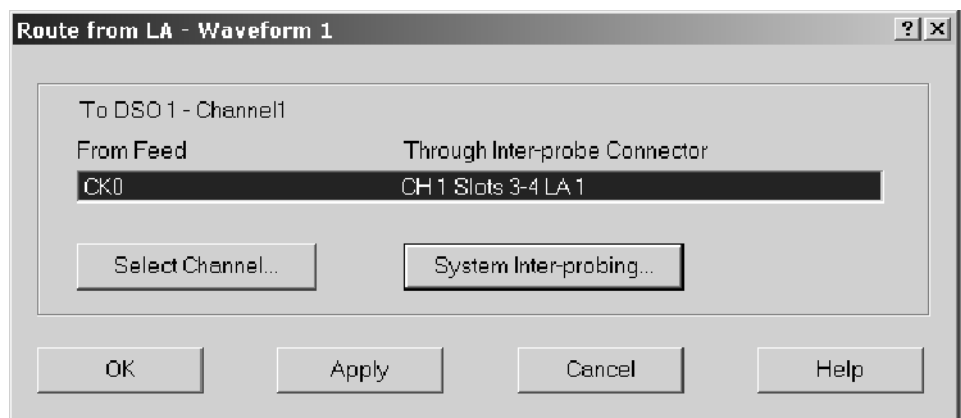 Route from LA - Waveform 1
To DSO 1 - Channel1
From Feed Through Inter-probe Connector
CK0 CH 1 Slots 3-4 LA 1
Select Channel... System Inter-probing...
OK Apply Cancel Help